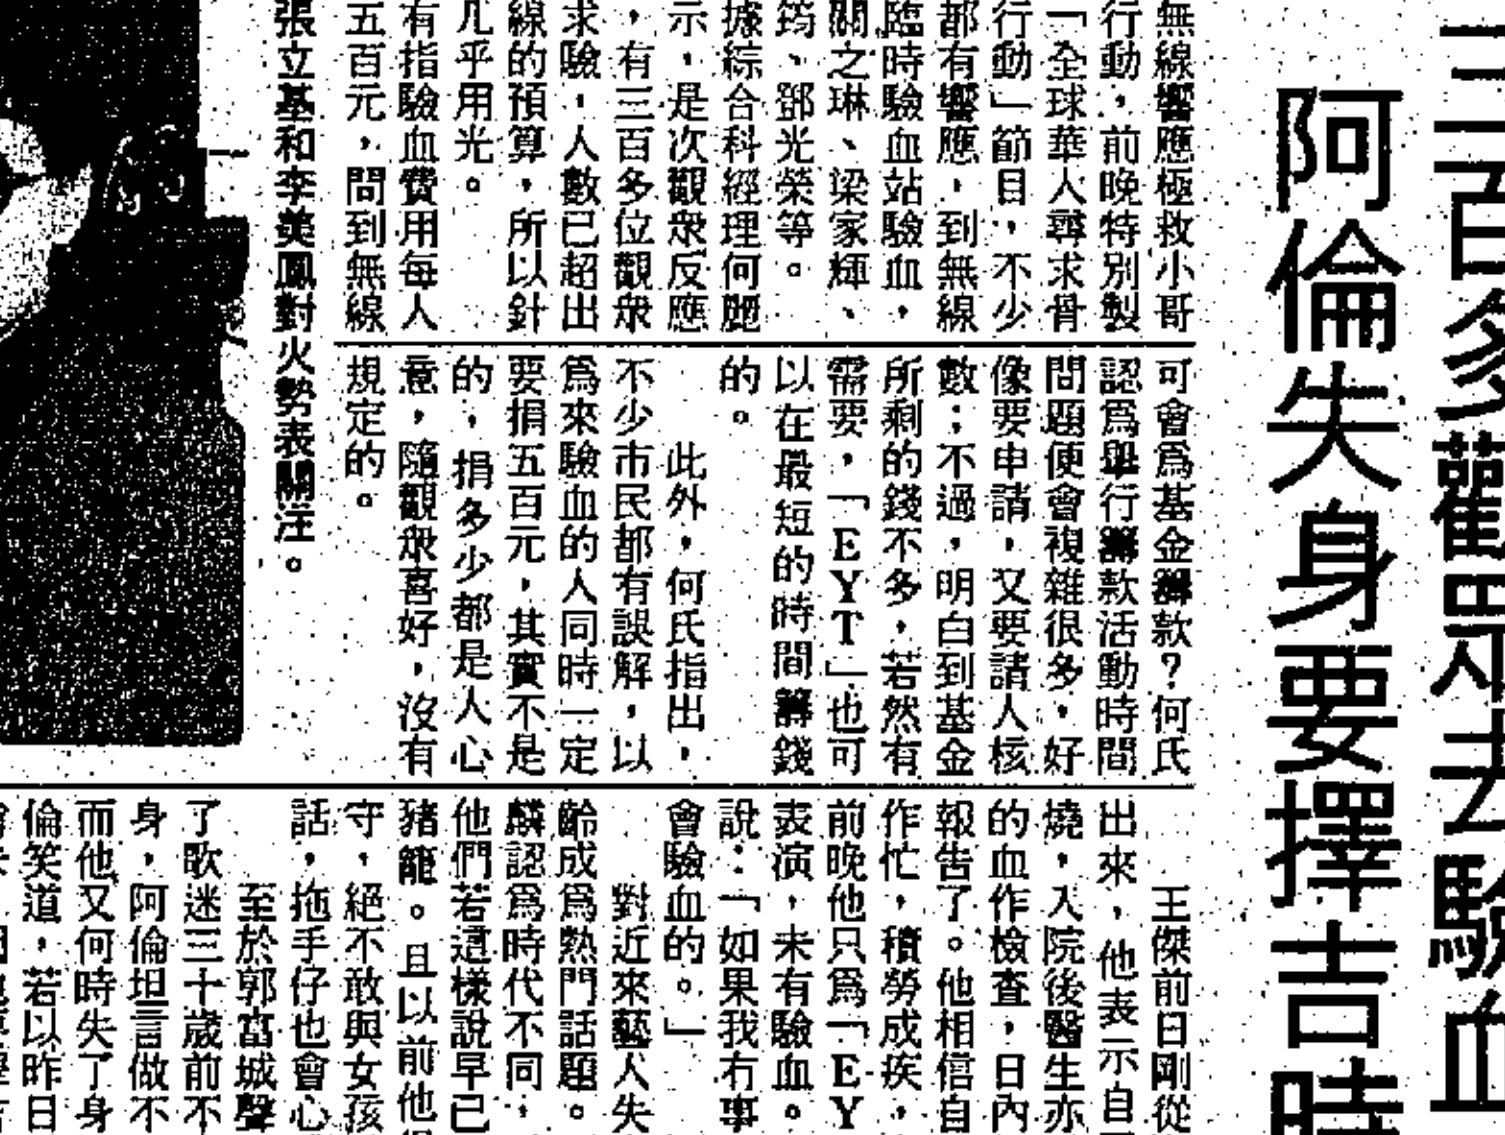 三百多觀眾去驗血
阿倫失身要擇吉時
無線響應極救小哥
行動，前晚特別製
「全球華人尋求骨
行動」節目，不少
都有響應，到無線
臨時驗血站驗血，
關之琳、梁家輝、
筠、鄧光榮等。
據綜合科經理何麗
示，是次觀衆反應
，有三百多位觀衆
求驗，人數已超出
線的預算，所以針
几乎用光。
有指驗血費用每人
五百元，問到無線
可會爲基金籌款？何氏
認爲舉行籌款活動時間
問題便會複雜很多，好
像要申請，又要請人核
數；不過，明白到基金
所剩的錢不多，若然有
需要，「EYT」也可
以在最短的時間籌錢
的。
此外，何氏指出，
不少市民都有誤解，以
爲來驗血的人同時一定
要捐五百元，其實不是
的，捐多少都是人心
意，隨觀衆喜好，沒有
規定的。
張立基和李美鳳對火勢表關注。
王傑前日剛從
出來，他表示自
燒，入院後醫生亦
的血作檢查，日內
報告了。他相信自
作忙，積勞成疾，
前晚他只爲「EY
表演，未有驗血。
說：「如果我冇事
會驗血的。」
對近來藝人失
齡成爲熱門話題。
麟認爲時代不同，
他們若這樣說早已
豬籠。且以前他
守，絕不敢與女孩
話，拖手仔也會心
至於郭富城聲
了歌迷三十歲前不
身，阿倫坦言做不
而他又何時失了身
倫笑道，若以昨日